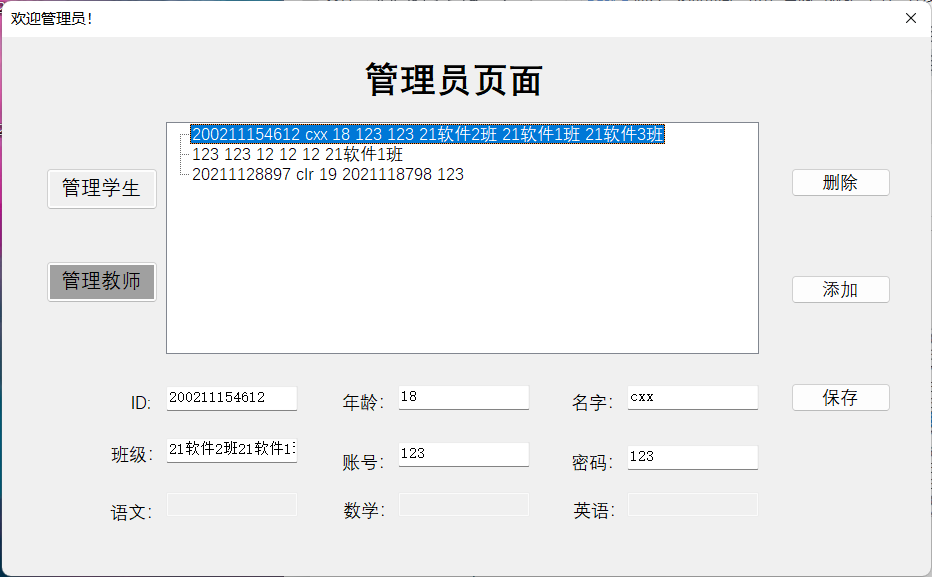 欢迎管理员!
管理员页面
200211154612 cxx 18 123 123 21软件2班 21软件1班 21软件3班
123 123 12 12 12 21软件1班
20211128897 clr 19 2021118798 123
管理学生
管理教师
删除
添加
保存
ID: 200211154612 年龄: 18 名字: cxx
班级: 21软件2班21软件1 账号: 123 密码: 123
语文: 数学: 英语: